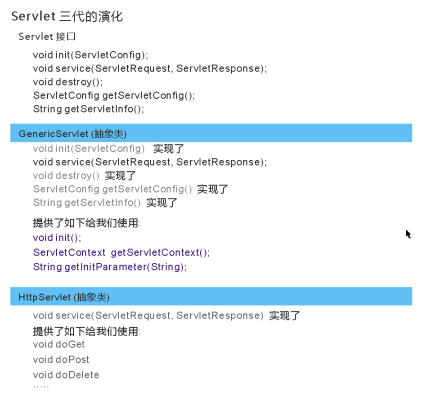 Servlet 三代的演化
Servlet 接口
void init(ServletConfig);
void service(ServletRequest, ServletResponse);
void destroy();
ServletConfig getServletConfig();
String getServletInfo();
GenericServlet (抽象类)
void init(ServletConfig) 实现了
void service(ServletRequest, ServletResponse);
void destroy() 实现了
ServletConfig getServletConfig() 实现了
String getServletInfo() 实现了
提供了如下给我们使用:
void init();
ServletContext getServletContext();
String getInitParameter(String);
HttpServlet (抽象类)
void service(ServletRequest, ServletResponse) 实现了
提供了如下给我们使用:
void doGet
void doPost
void doDelete
.....